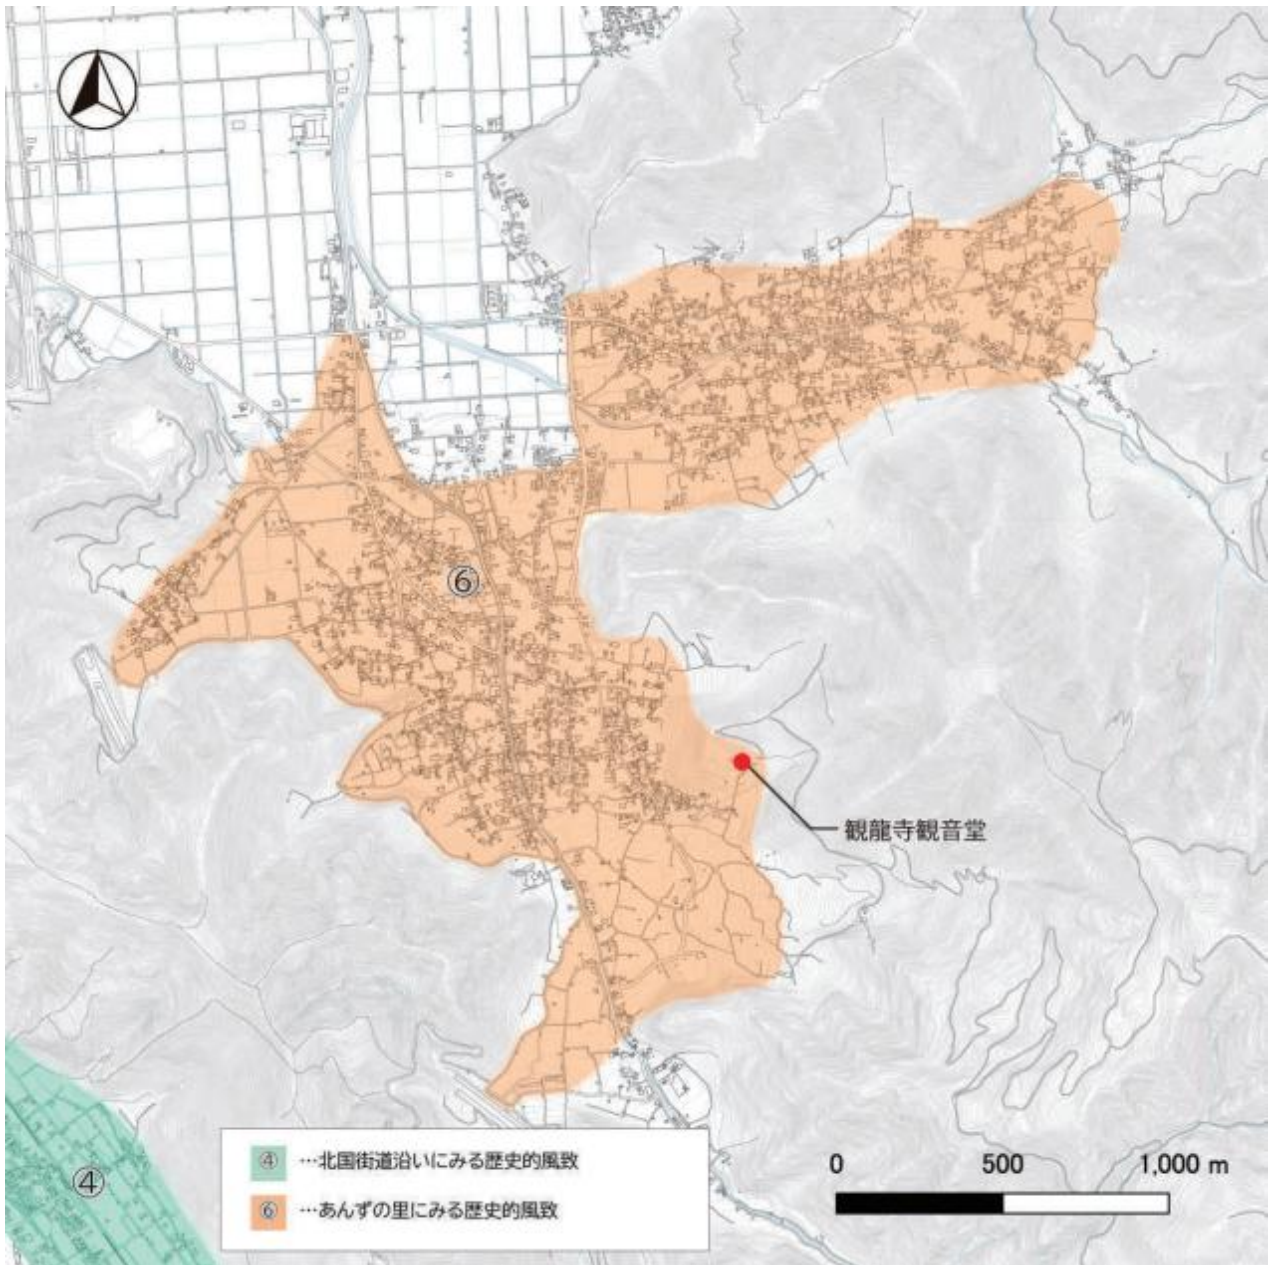 ⑥
観龍寺観音堂
④
④ …北国街道沿いにみる歴史的風致
⑥ …あんずの里にみる歴史的風致
0 500 1,000 m